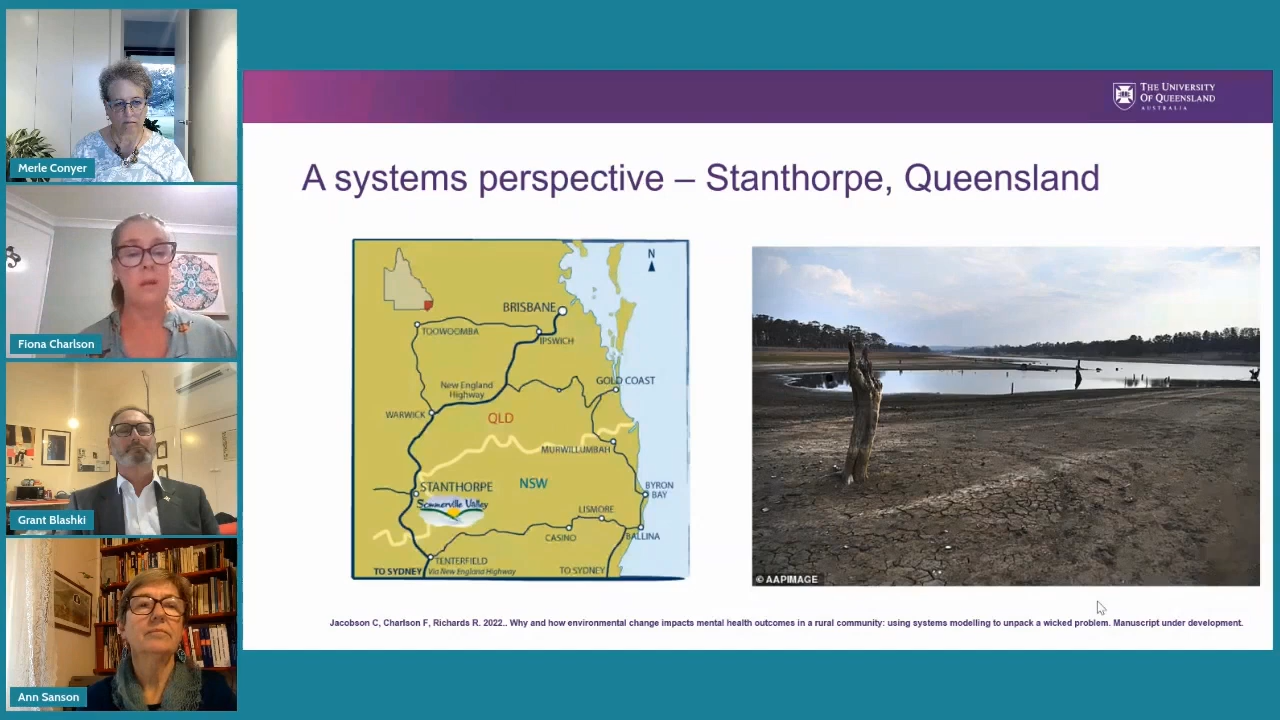 Merle Conyer
Fiona Charlson
Grant Blashki
Ann Sanson
THE UNIVERSITY
OF QUEENSLAND
AUSTRALIA
A systems perspective – Stanthorpe, Queensland
N
BRISBANE
TOOWOOMBA
IPSWICH
New England
Highway
GOLD COAST
WARWICK
QLD
MURWILLUMBAH
STANTHORPE
NSW
Sommerville Valley
BYRON
BAY
LISMORE
CASINO
BALLINA
TENTERFIELD
TO SYDNEY Via New England Highway
TO SYDNEY
© AAPIMAGE
Jacobson C, Charlson F, Richards R. 2022.. Why and how environmental change impacts mental health outcomes in a rural community: using systems modelling to unpack a wicked problem. Manuscript under development.